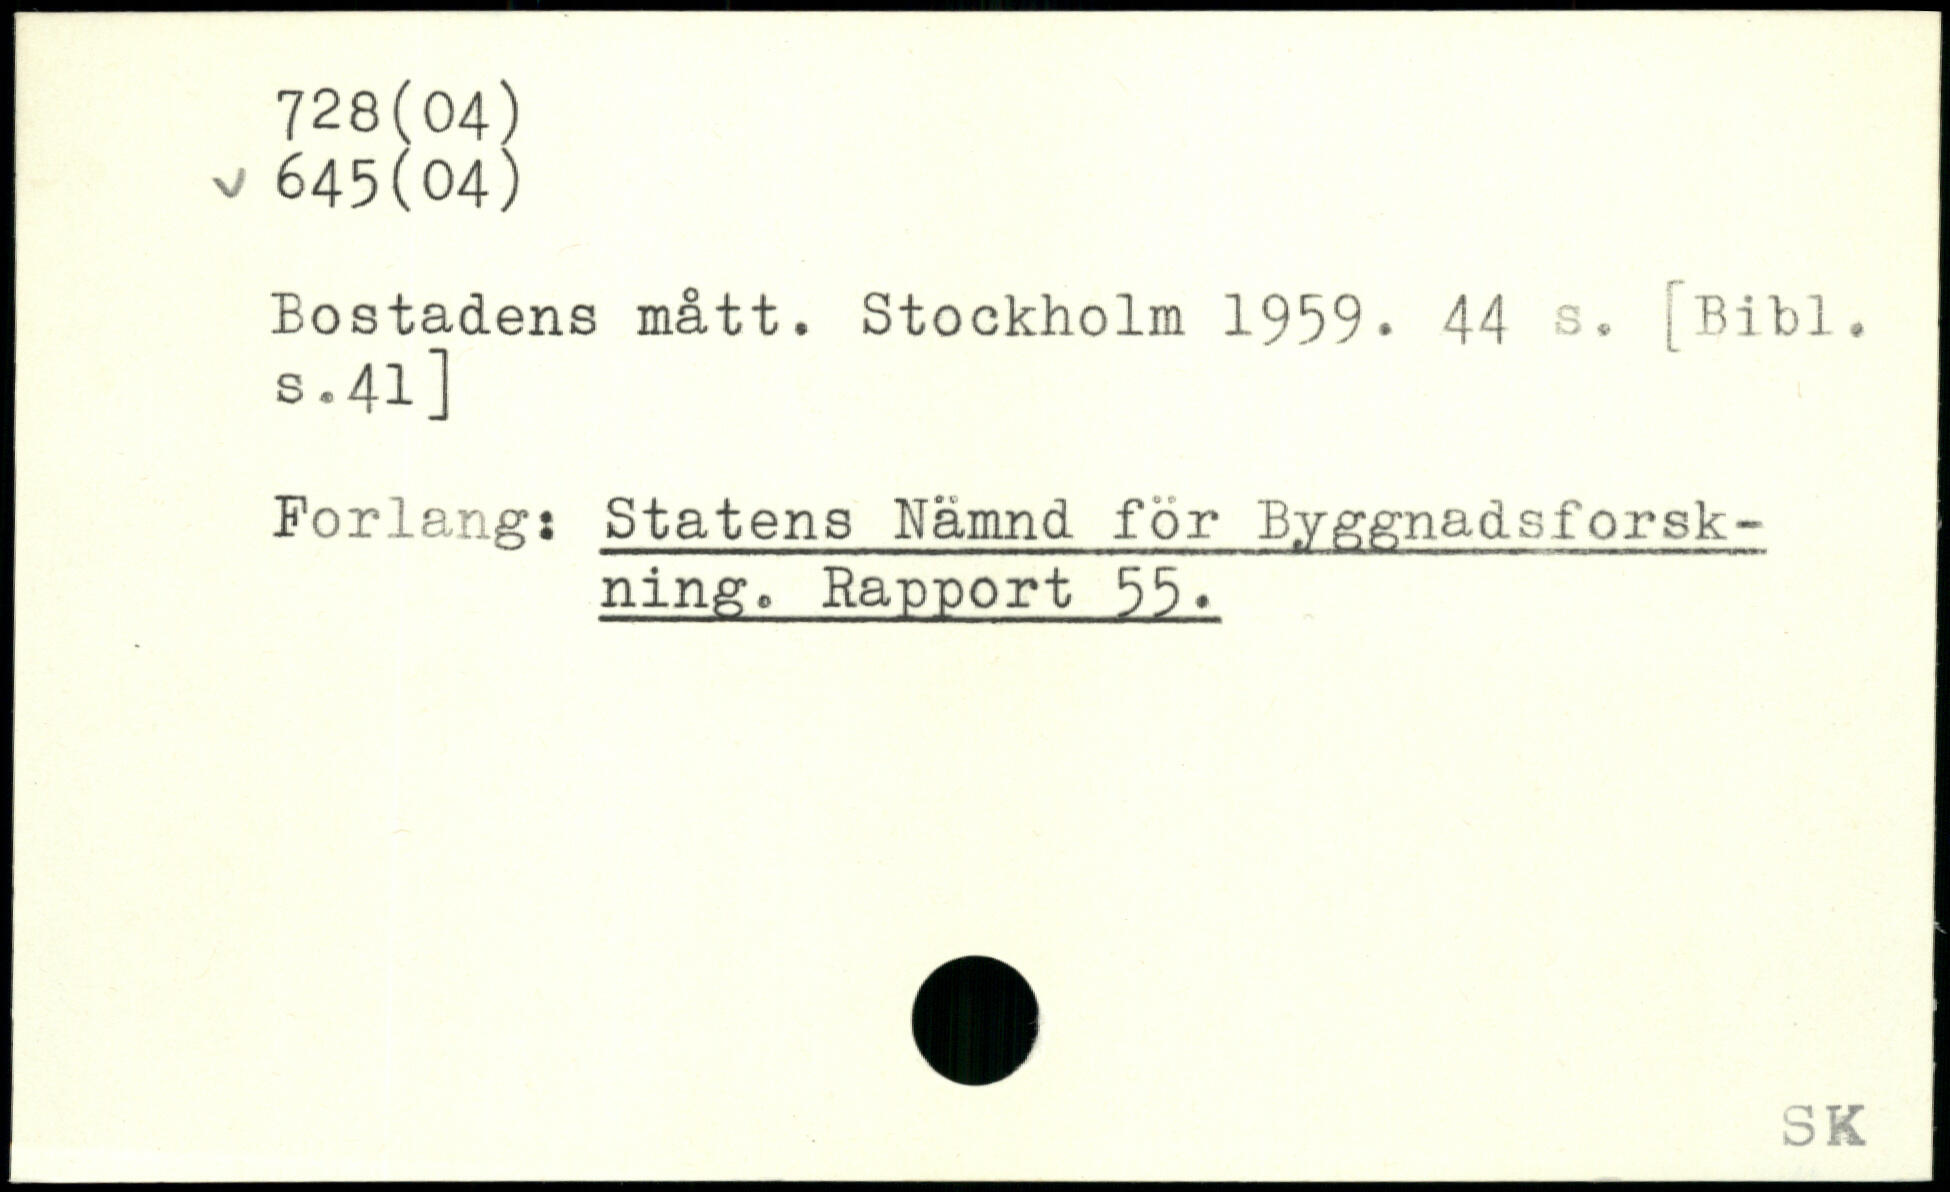 728(04)
v 645(04)
Bostadens mått. Stockholm 1959. 44 s. [Bibl.
s.41]
Forlang: Statens Nämnd för Byggnadsforsk-
ning. Rapport 55.
SK